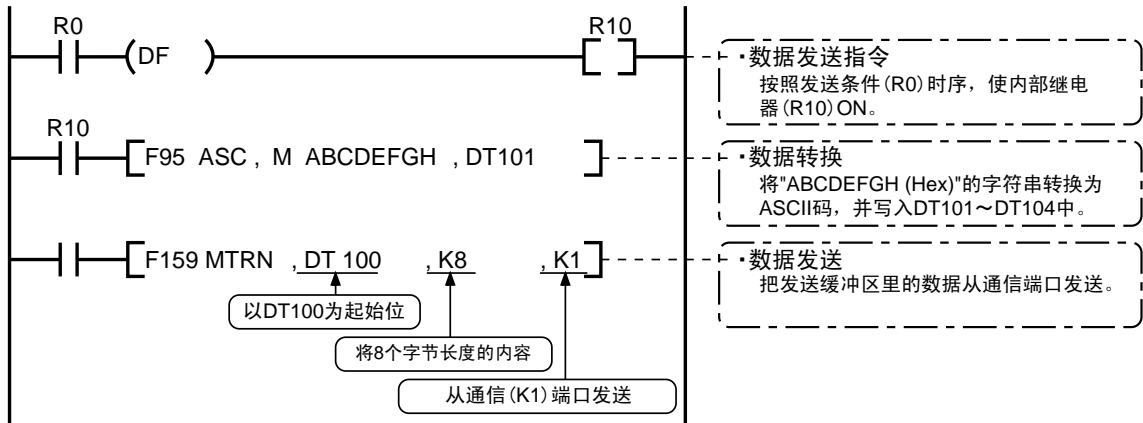 R0
R10
DF
·数据发送指令
按照发送条件(R0)时序，使内部继电
器(R10)ON。
R10
F95 ASC , M ABCDEFGH , DT101
·数据转换
将"ABCDEFGH (Hex)"的字符串转换为
ASCII码，并写入DT101～DT104中。
F159 MTRN , DT 100 , K8 , K1
·数据发送
把发送缓冲区里的数据从通信端口发送。
以DT100为起始位
将8个字节长度的内容
从通信(K1)端口发送